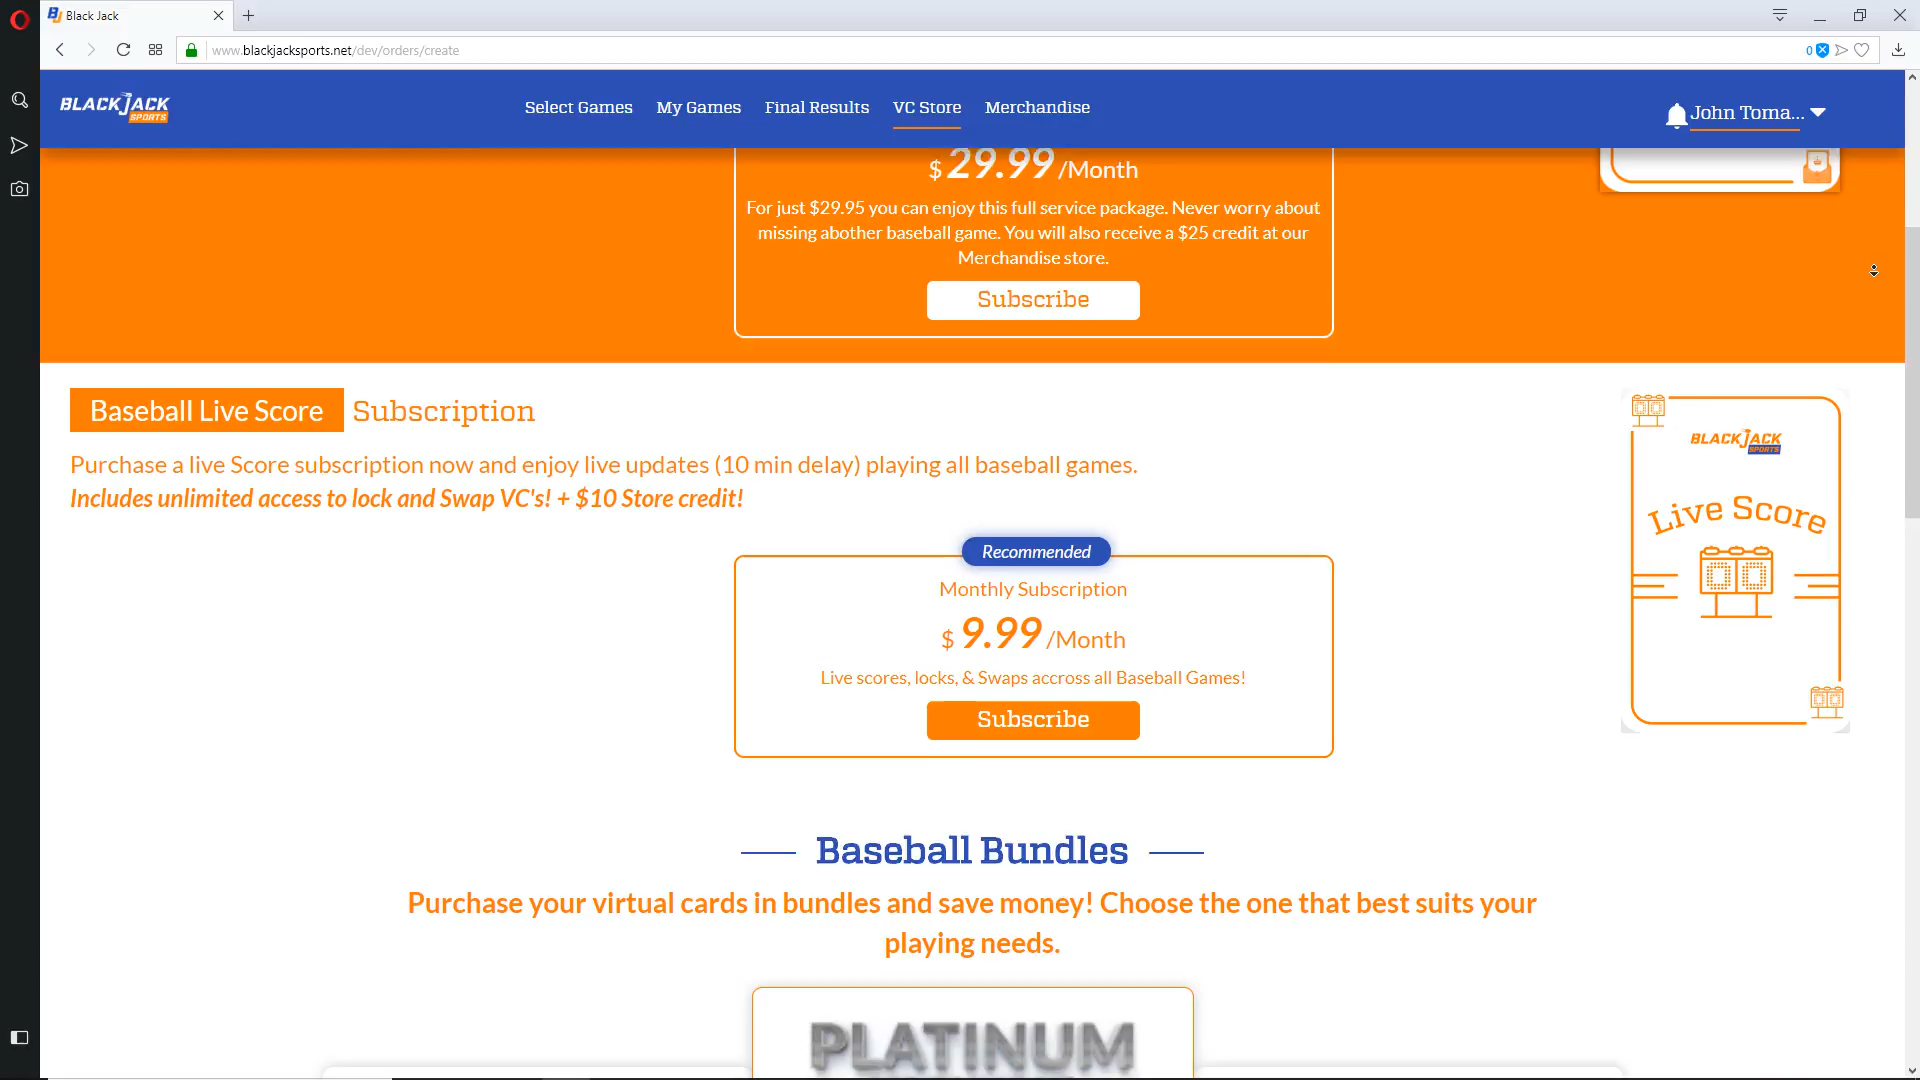 Black Jack
www.blackjacksports.net/dev/orders/create
0
BLACKJACK
SPORTS
Select Games
My Games
Final Results
VC Store
Merchandise
John Toma...
$ 29.99 /Month
For just $29.95 you can enjoy this full service package. Never worry about
missing abother baseball game. You will also receive a $25 credit at our
Merchandise store.
Subscribe
Baseball Live Score Subscription
Purchase a live Score subscription now and enjoy live updates (10 min delay) playing all baseball games.
Includes unlimited access to lock and Swap VC's! + $10 Store credit!
BLACKJACK
SPORTS
Live Score
Recommended
Monthly Subscription
$ 9.99 /Month
Live scores, locks, & Swaps accross all Baseball Games!
Subscribe
Baseball Bundles
Purchase your virtual cards in bundles and save money! Choose the one that best suits your
playing needs.
PLATINUM